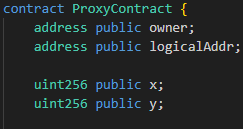 contract ProxyContract {
address public owner;
address public logicalAddr;
uint256 public x;
uint256 public y;